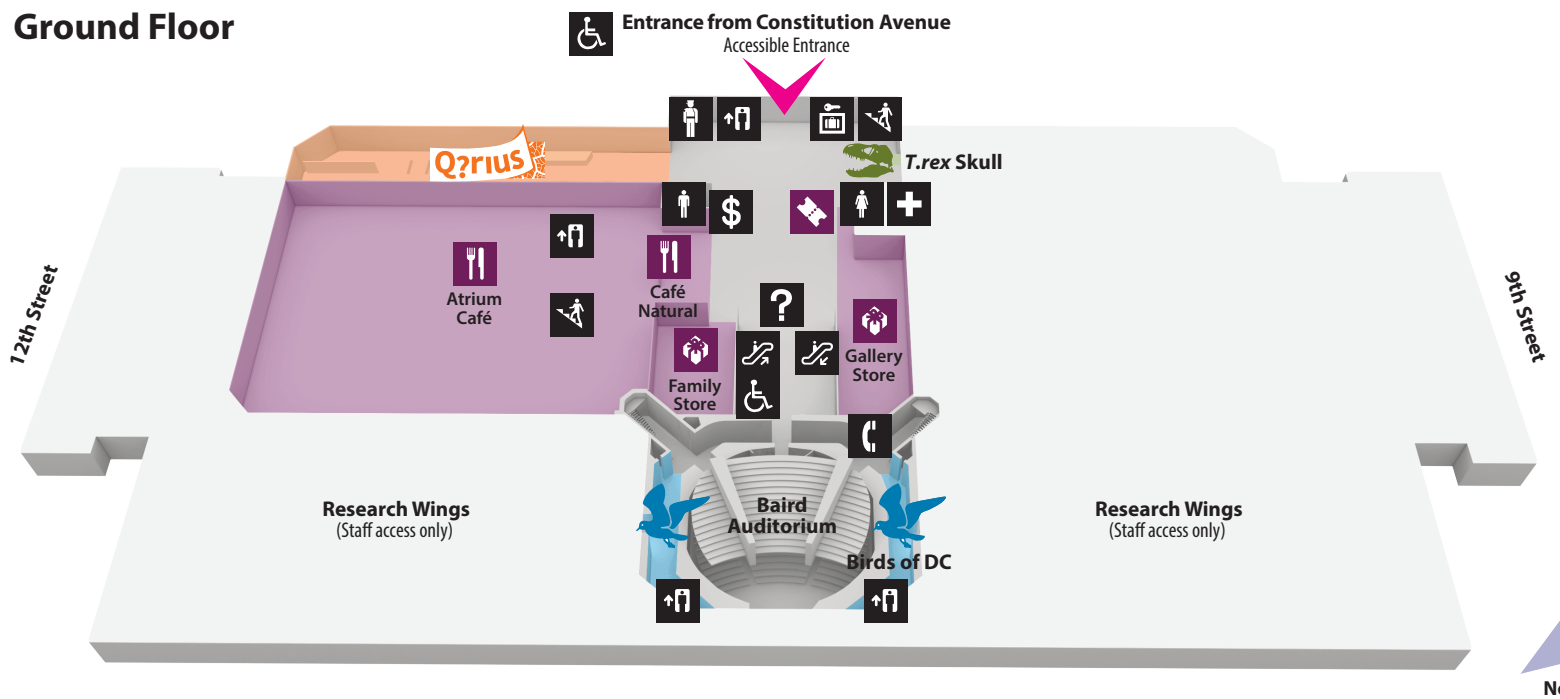 Ground Floor
Entrance from Constitution Avenue
Accessible Entrance
Q?rius
T.rex Skull
$
Atrium
Café
Café
Natural
?
12th Street
9th Street
Family
Store
Gallery
Store
Research Wings
(Staff access only)
Baird
Auditorium
Research Wings
(Staff access only)
Birds of DC